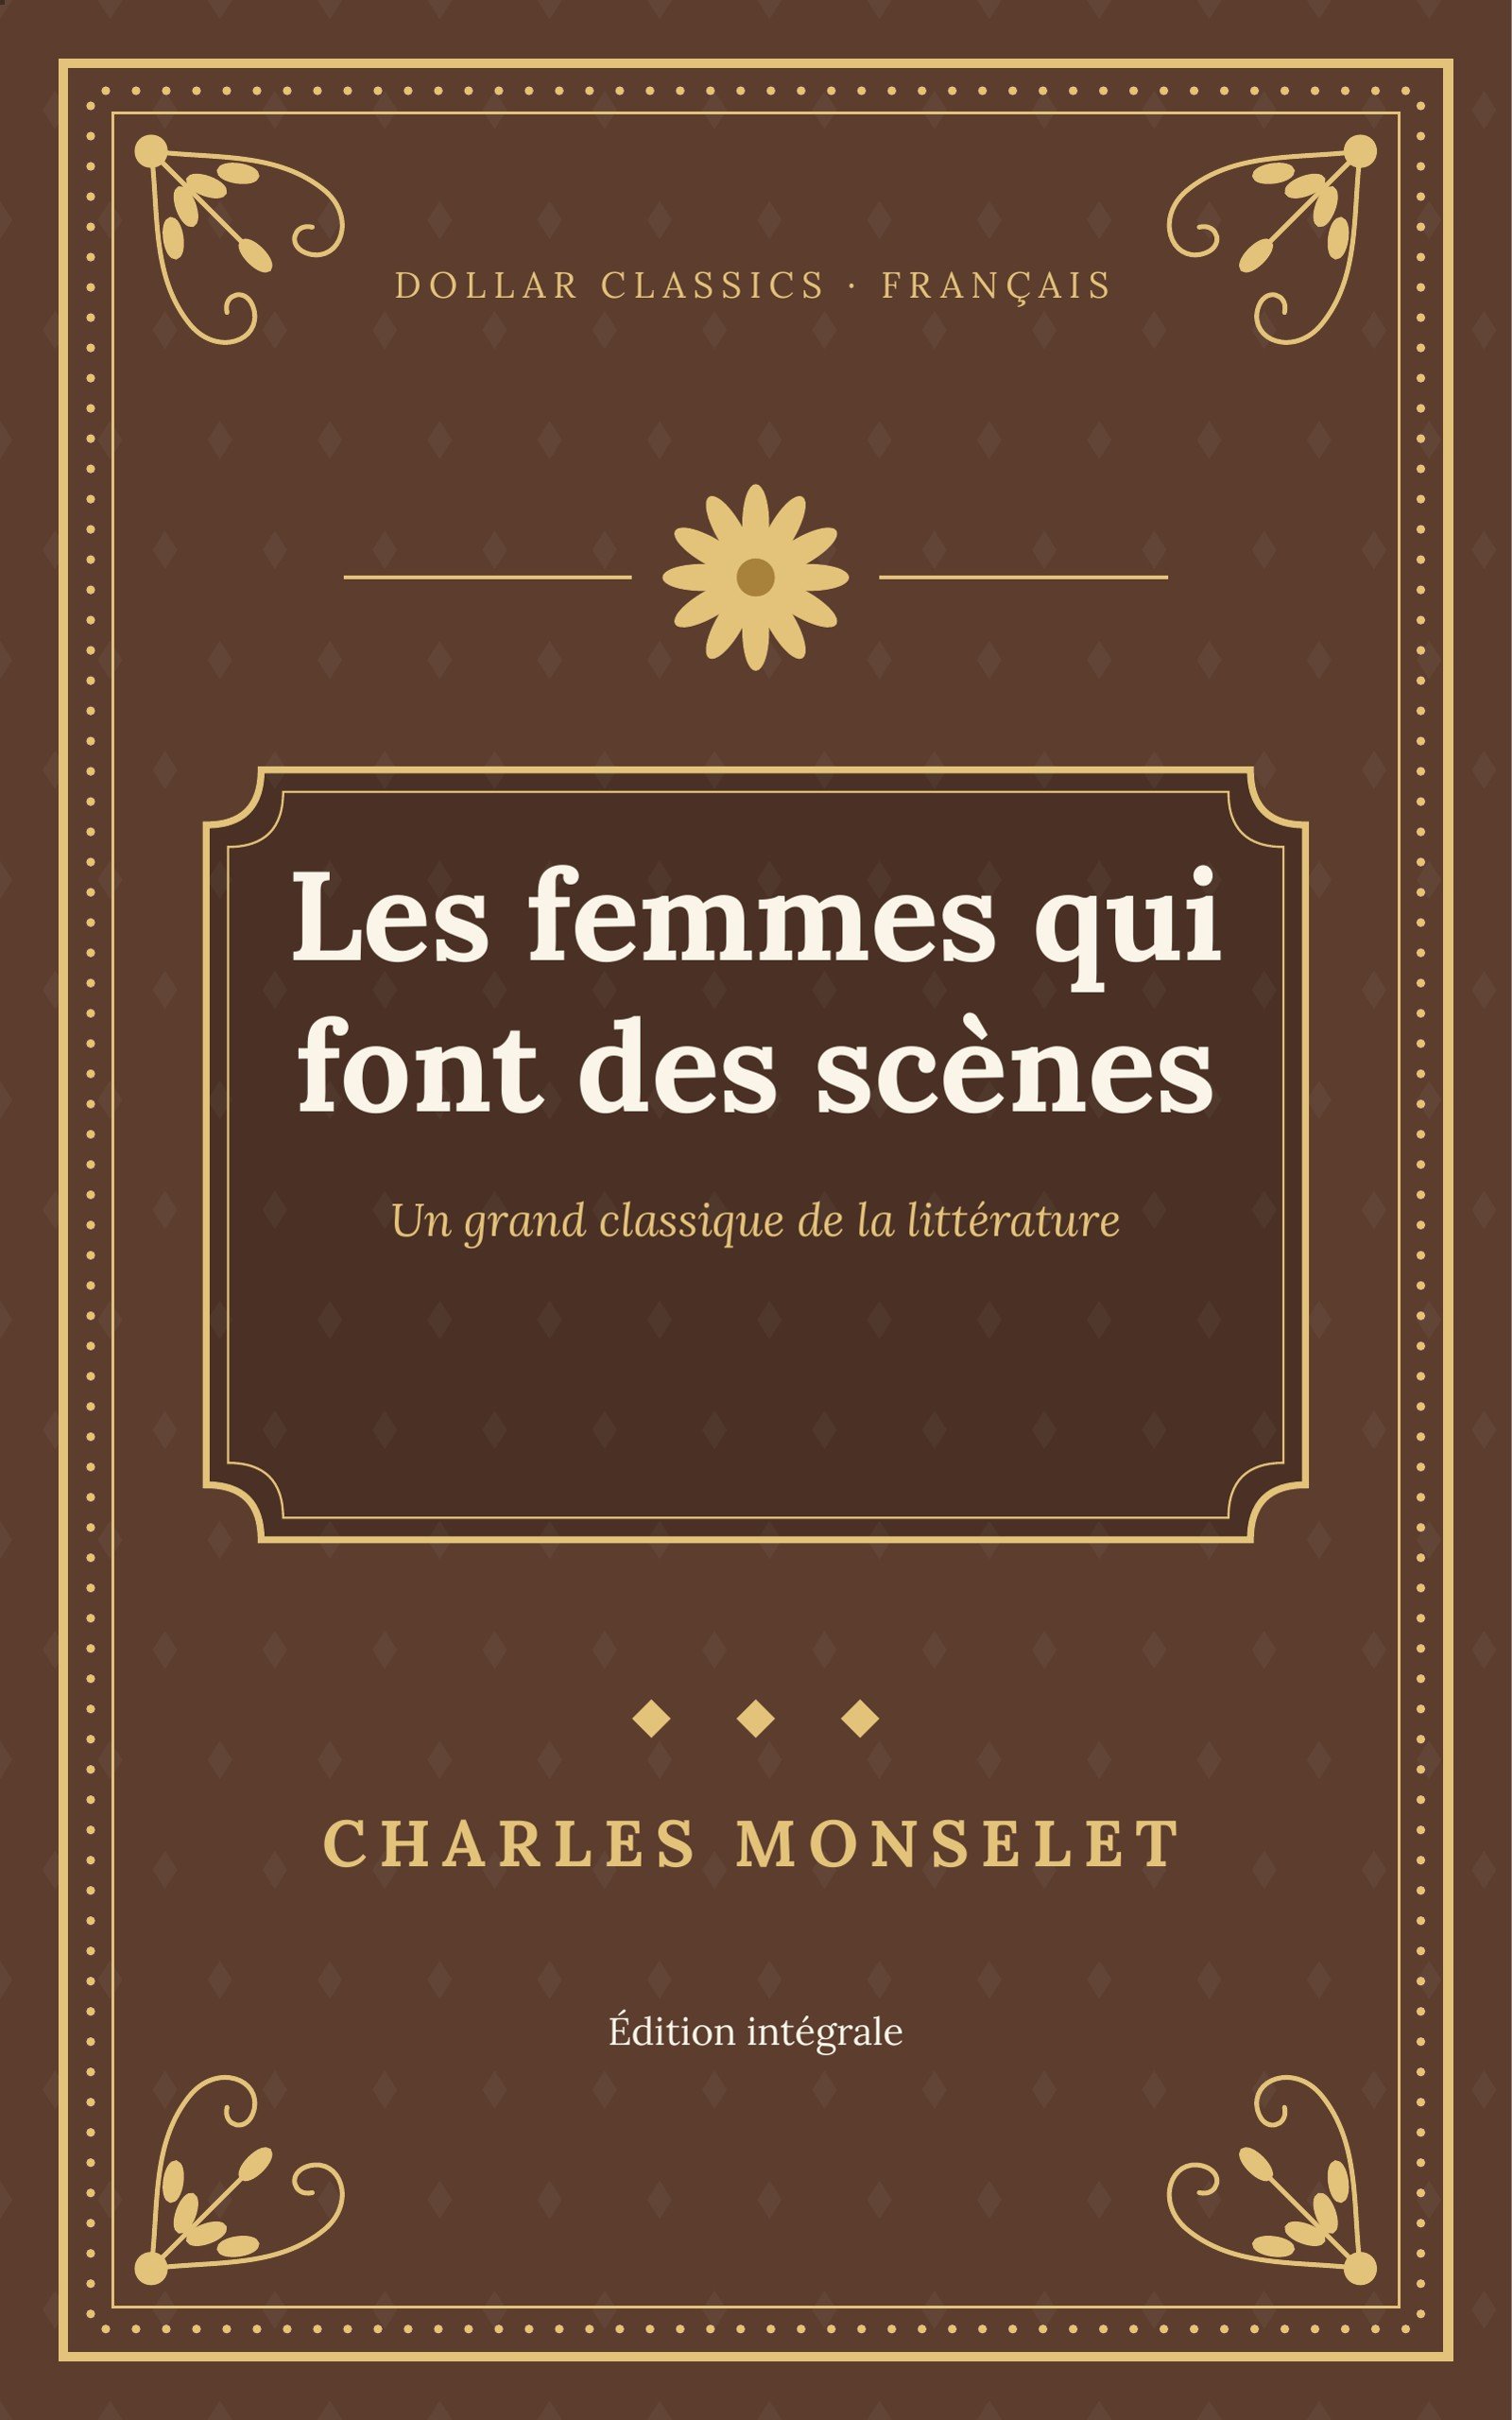 DOLLAR CLASSICS · FRANÇAIS
Les femmes qui
font des scènes
Un grand classique de la littérature
CHARLES MONSELET
Édition intégrale